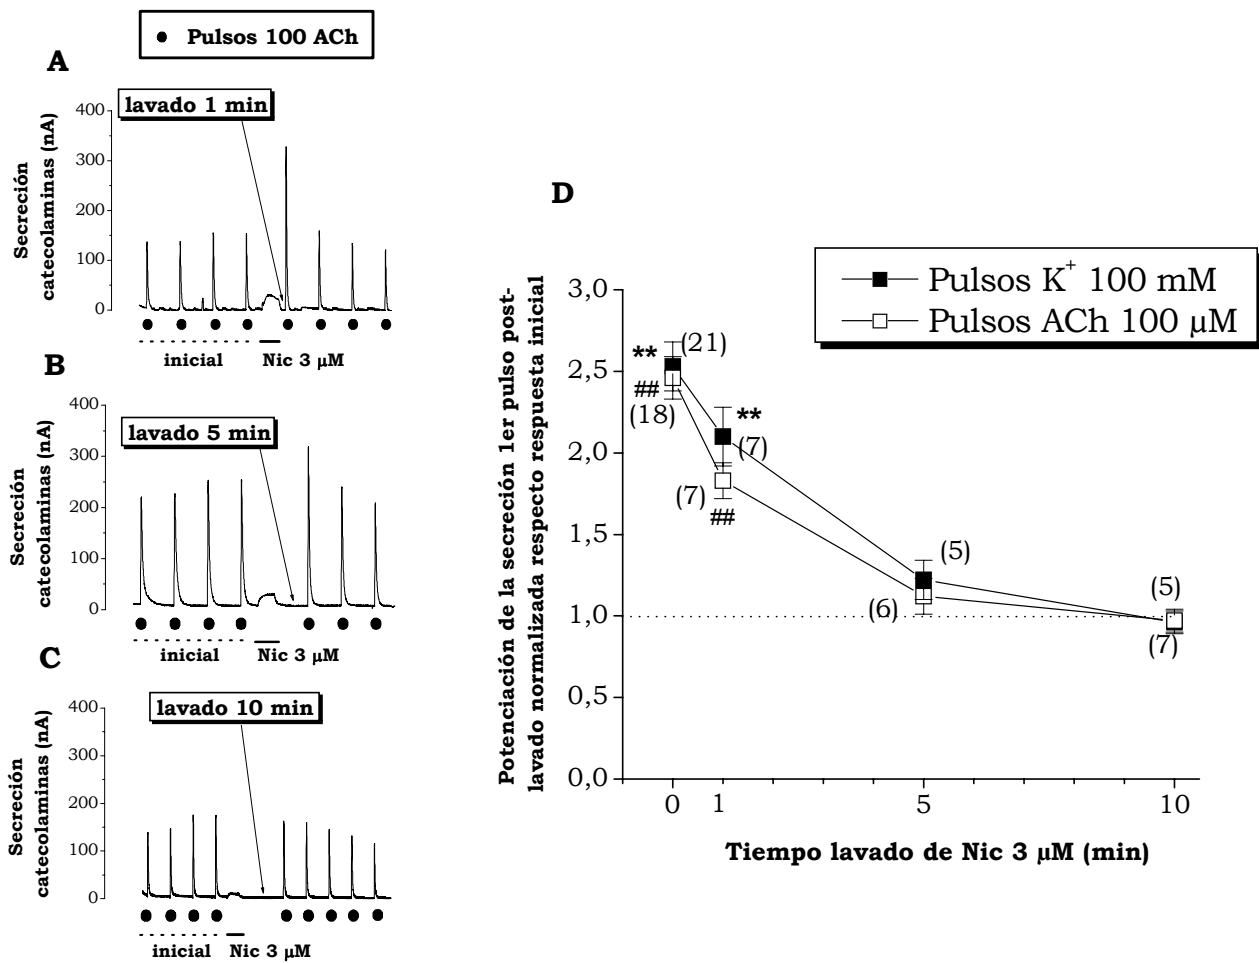 Pulsos 100 ACh
A
lavado 1 min
Secreción
catecolaminas (nA)
400
300
200
100
0
inicial
Nic 3 µM
B
lavado 5 min
Secreción
catecolaminas (nA)
400
300
200
100
0
inicial
Nic 3 µM
C
lavado 10 min
Secreción
catecolaminas (nA)
400
300
200
100
0
inicial
Nic 3 µM
D
Pulsos K+ 100 mM
Pulsos ACh 100 µM
Potenciación de la secreción 1er pulso post-
lavado normalizada respecto respuesta inicial
3,0
2,5
2,0
1,5
1,0
0,5
0,0
** (21)
##
(18)
**
(7)
(7)
##
(5)
(6)
(5)
(7)
0 1 5 10
Tiempo lavado de Nic 3 µM (min)